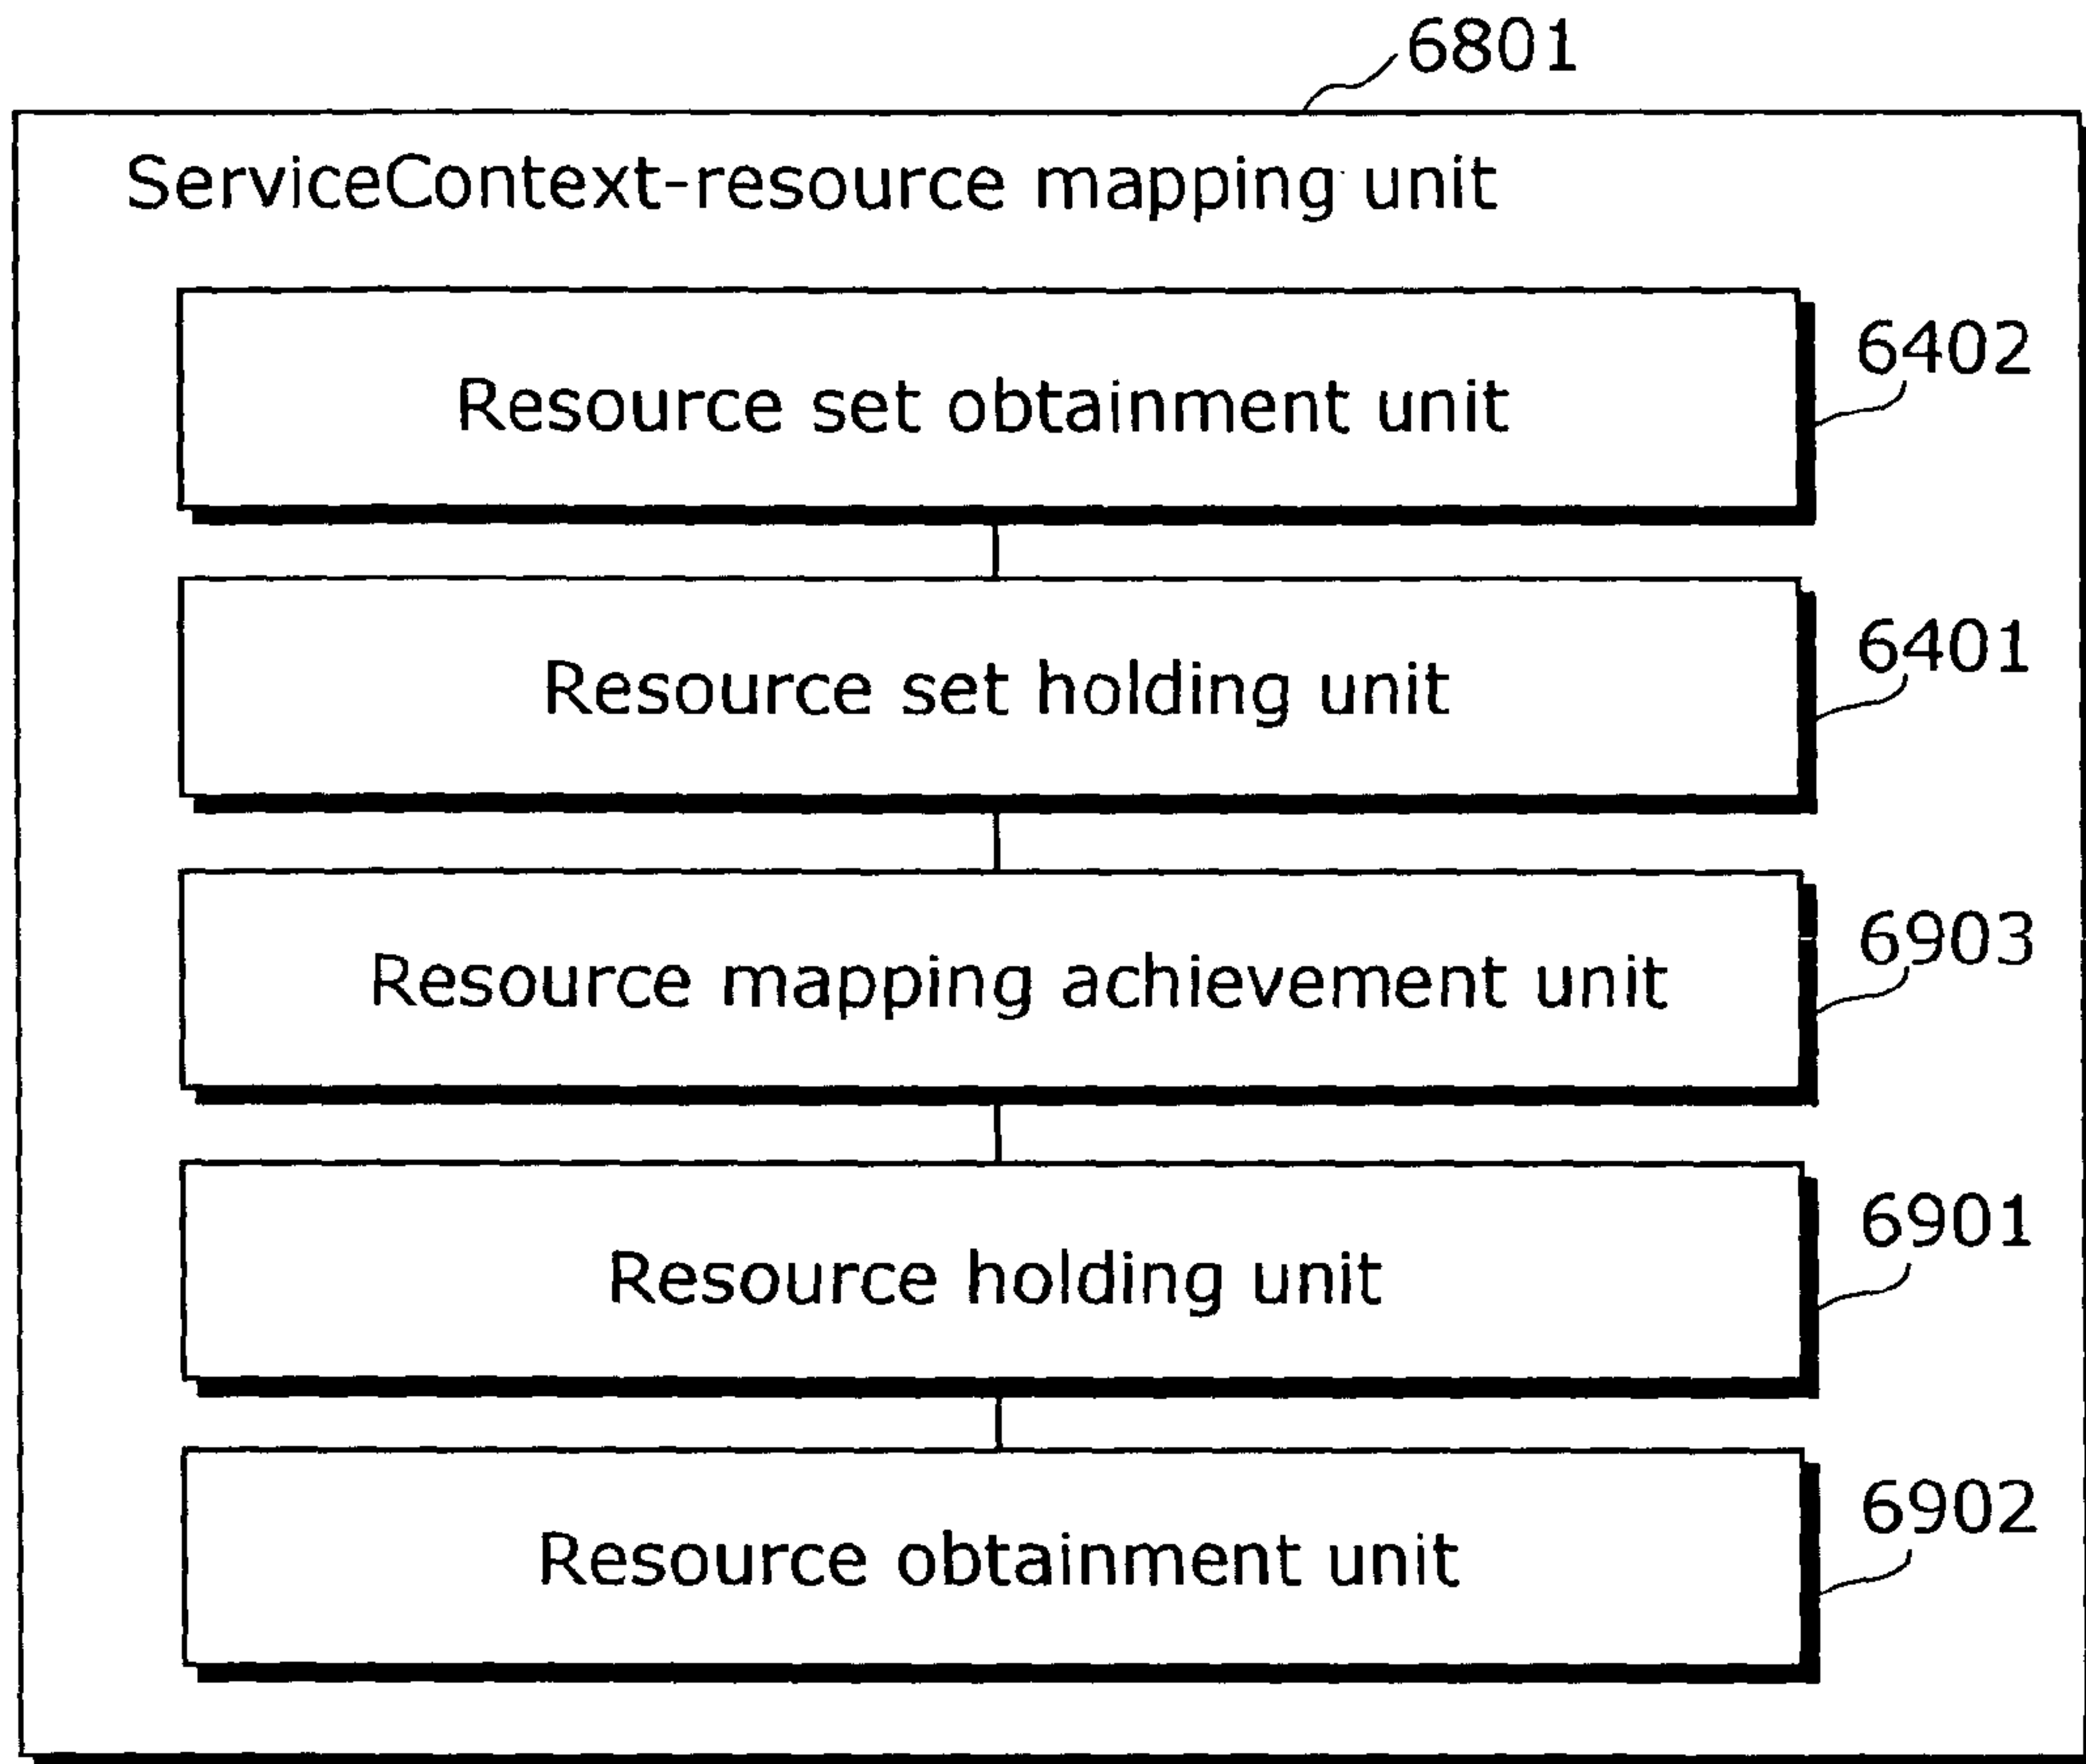 6801
ServiceContext-resource mapping unit
Resource set obtainment unit
6402
Resource set holding unit
6401
Resource mapping achievement unit
6903
Resource holding unit
6901
Resource obtainment unit
6902